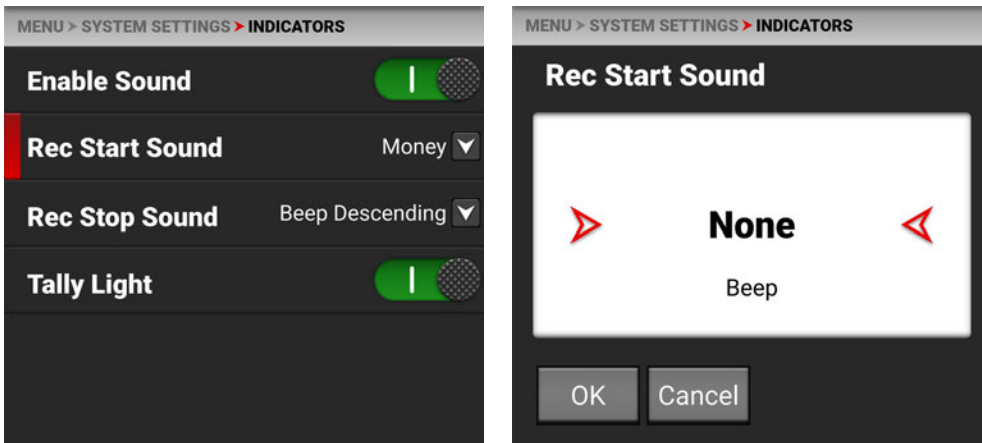 MENU > SYSTEM SETTINGS > INDICATORS
Enable Sound
Rec Start Sound Money
Rec Stop Sound Beep Descending
Tally Light
MENU > SYSTEM SETTINGS > INDICATORS
Rec Start Sound
None
Beep
OK Cancel